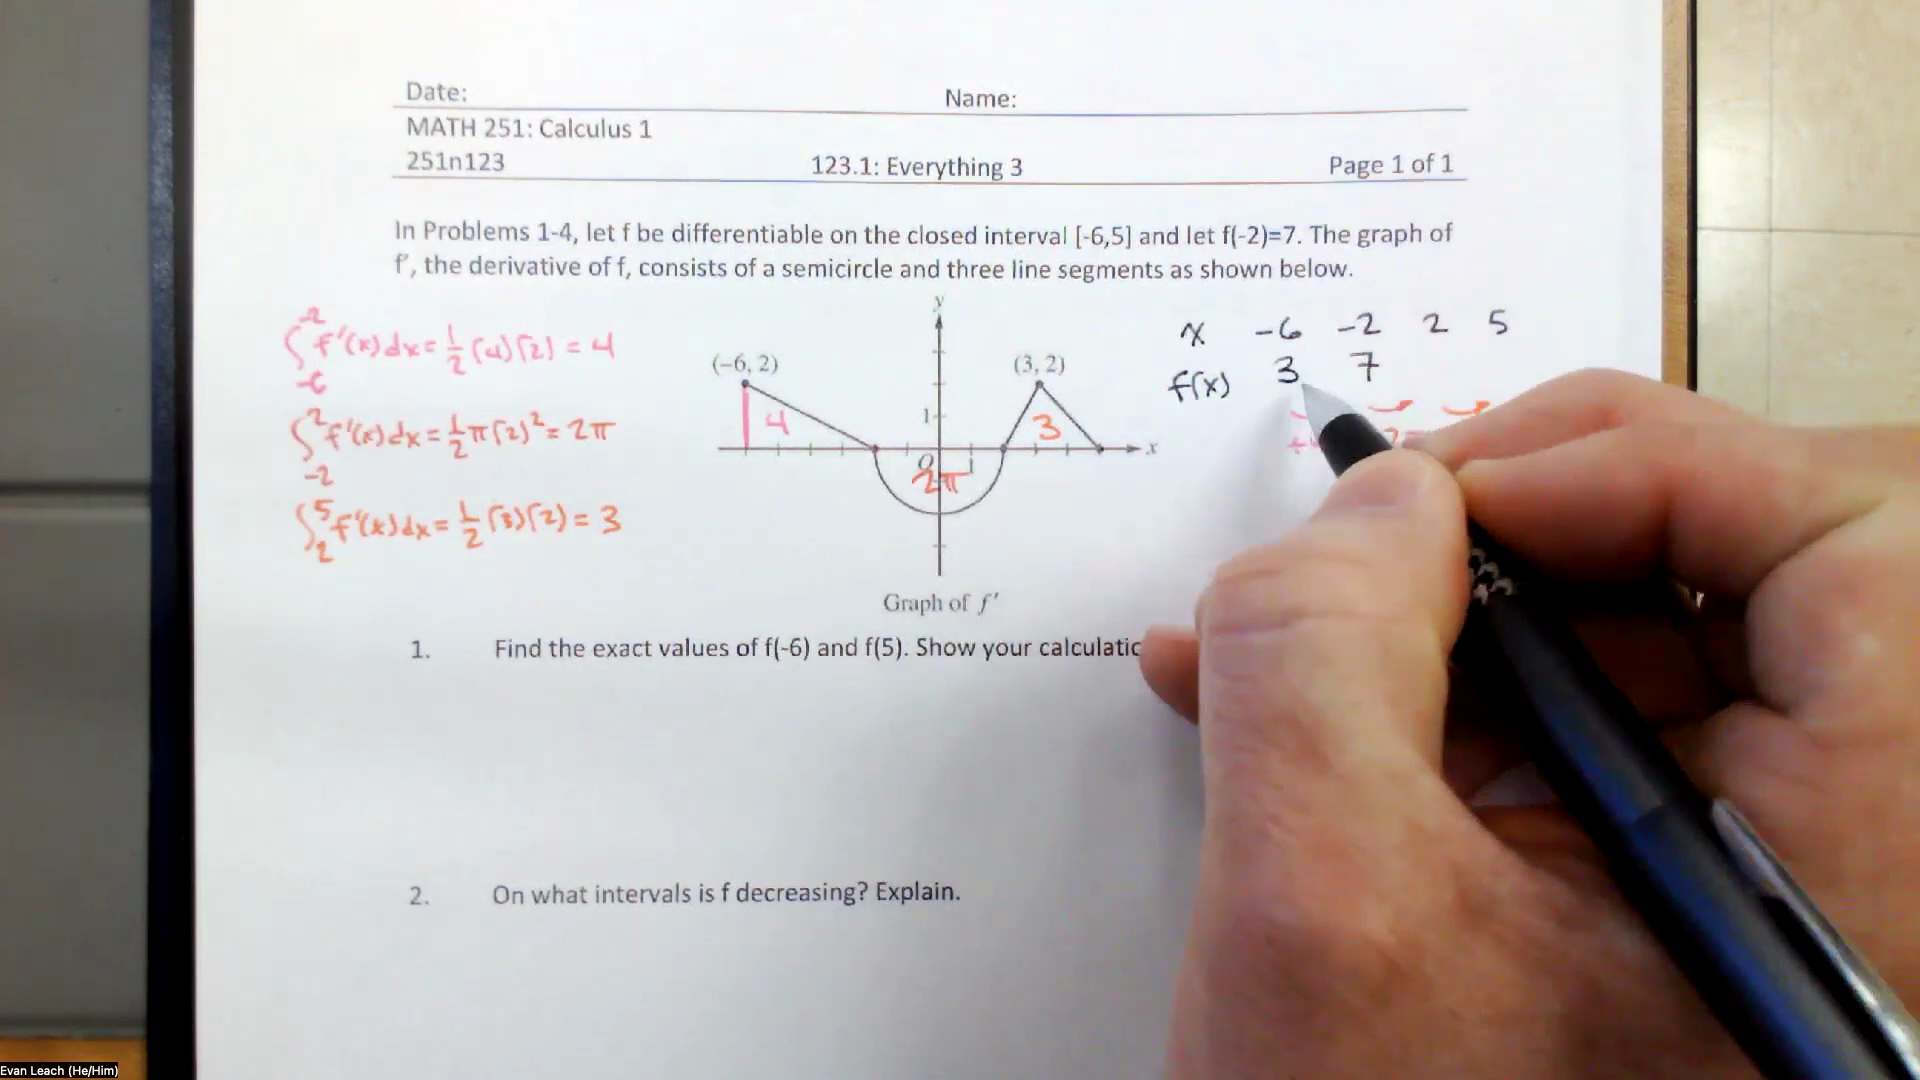 Date:
Name:
MATH 251: Calculus 1
251n123
123.1: Everything 3
Page 1 of 1
In Problems 1-4, let f be differentiable on the closed interval [-6,5] and let f(-2)=7. The graph of
f', the derivative of f, consists of a semicircle and three line segments as shown below.
∫_{-6}^{-2} f'(x)dx = 1/2 (4)(2) = 4
∫_{-2}^{2} f'(x)dx = 1/2 π(2)² = 2π
∫_{2}^{5} f'(x)dx = 1/2 (3)(2) = 3
y
(−6, 2)
(3, 2)
4
1
3
x
O
1
2π
Graph of f'
x -6 -2 2 5
f(x) 3 7
1. Find the exact values of f(-6) and f(5). Show your
2. On what intervals is f decreasing? Explain.
Evan Leach (He/Him)